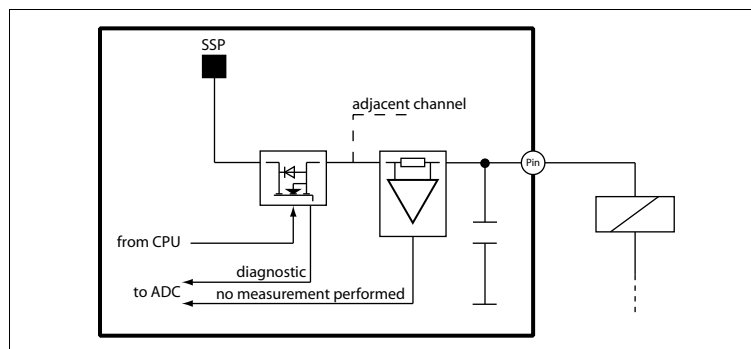 SSP
adjacent channel
Pin
from CPU
diagnostic
to ADC
no measurement performed